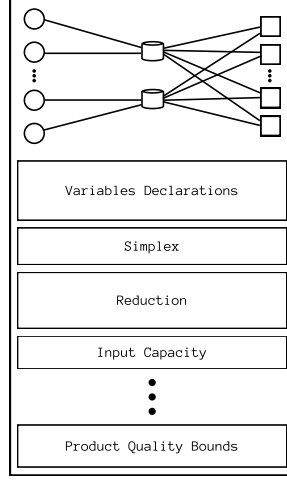 Variables Declarations
Simplex
Reduction
Input Capacity
Product Quality Bounds